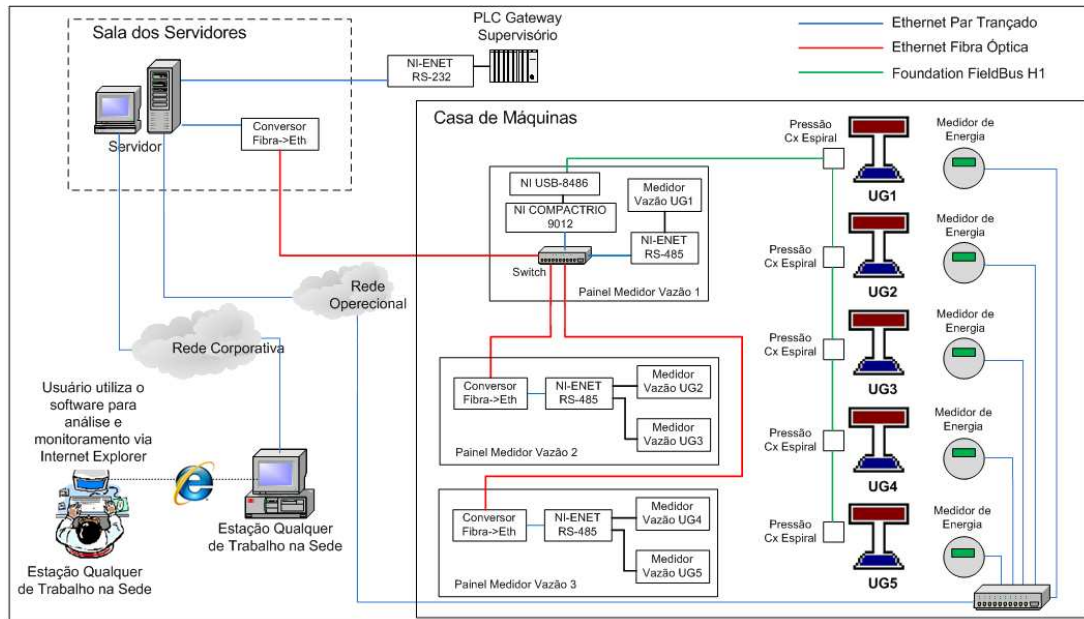 Sala dos Servidores
Servidor
Conversor
Fibra->Eth
NI-ENET
RS-232
PLC Gateway
Supervisório
Ethernet Par Trançado
Ethernet Fibra Óptica
Foundation FieldBus H1
Casa de Máquinas
NI USB-8486
NI COMPACTRIO
9012
Medidor
Vazão UG1
NI-ENET
RS-485
Switch
Painel Medidor Vazão 1
Conversor
Fibra->Eth
NI-ENET
RS-485
Medidor
Vazão UG2
Medidor
Vazão UG3
Painel Medidor Vazão 2
Conversor
Fibra->Eth
NI-ENET
RS-485
Medidor
Vazão UG4
Medidor
Vazão UG5
Painel Medidor Vazão 3
Pressão
Cx Espiral
UG1
Medidor de
Energia
Pressão
Cx Espiral
UG2
Medidor de
Energia
Pressão
Cx Espiral
UG3
Medidor de
Energia
Pressão
Cx Espiral
UG4
Medidor de
Energia
Pressão
Cx Espiral
UG5
Medidor de
Energia
Rede
Operecional
Rede Corporativa
Usuário utiliza o
software para
análise e
monitoramento via
Internet Explorer
Estação Qualquer
de Trabalho na Sede
Estação Qualquer
de Trabalho na Sede